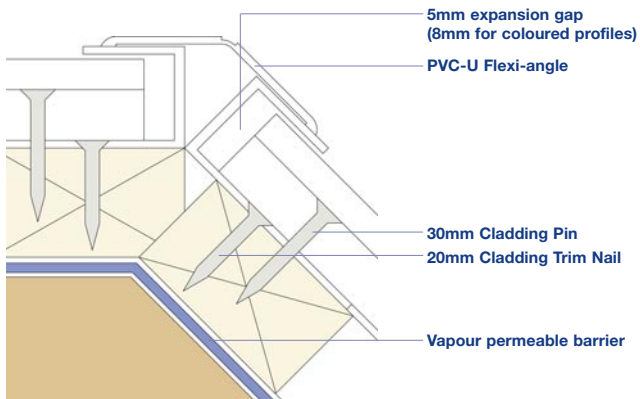 5mm expansion gap
(8mm for coloured profiles)
PVC-U Flexi-angle
30mm Cladding Pin
20mm Cladding Trim Nail
Vapour permeable barrier